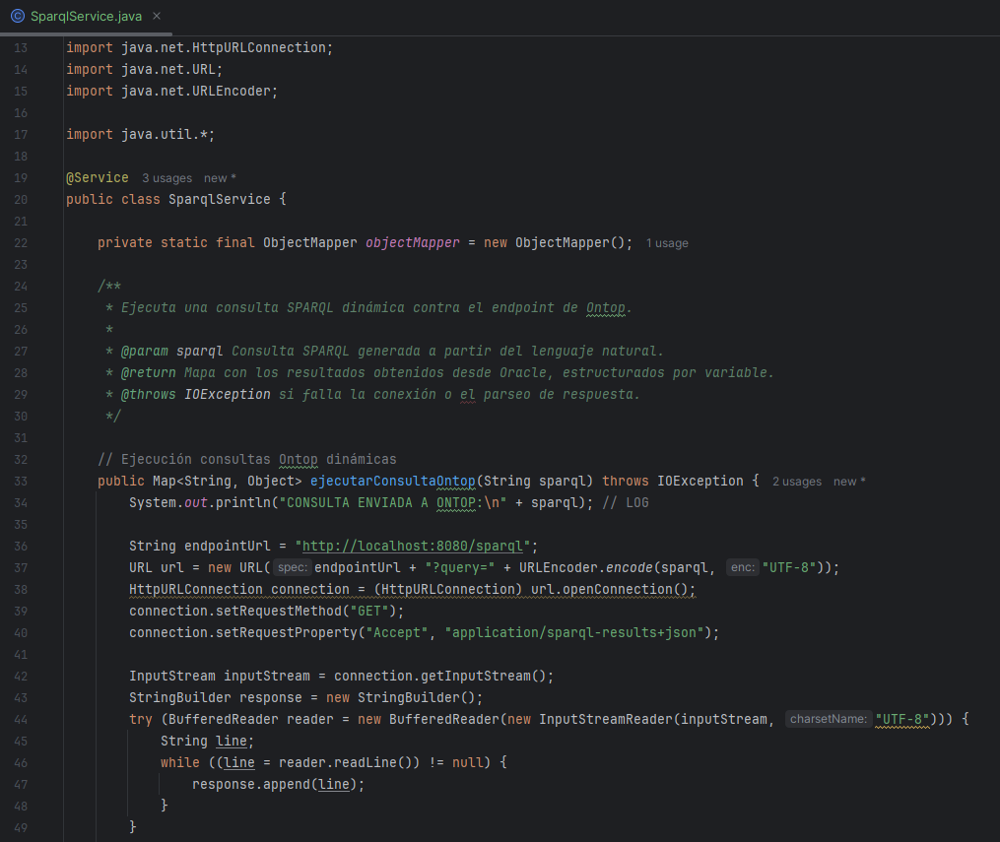 SparqlService.java
13 import java.net.HttpURLConnection;
14 import java.net.URL;
15 import java.net.URLEncoder;
16
17 import java.util.*;
18
19 @Service 3 usages new *
20 public class SparqlService {
21
22 private static final ObjectMapper objectMapper = new ObjectMapper(); 1 usage
23
24 /**
25 * Ejecuta una consulta SPARQL dinámica contra el endpoint de Ontop.
26 *
27 * @param sparql Consulta SPARQL generada a partir del lenguaje natural.
28 * @return Mapa con los resultados obtenidos desde Oracle, estructurados por variable.
29 * @throws IOException si falla la conexión o el parseo de respuesta.
30 */
31
32 // Ejecución consultas Ontop dinámicas
33 public Map<String, Object> ejecutarConsultaOntop(String sparql) throws IOException { 2 usages new *
34 System.out.println("CONSULTA ENVIADA A ONTOP:\n" + sparql); // LOG
35
36 String endpointUrl = "http://localhost:8080/sparql";
37 URL url = new URL( spec: endpointUrl + "?query=" + URLEncoder.encode(sparql, enc: "UTF-8"));
38 HttpURLConnection connection = (HttpURLConnection) url.openConnection();
39 connection.setRequestMethod("GET");
40 connection.setRequestProperty("Accept", "application/sparql-results+json");
41
42 InputStream inputStream = connection.getInputStream();
43 StringBuilder response = new StringBuilder();
44 try (BufferedReader reader = new BufferedReader(new InputStreamReader(inputStream, charsetName: "UTF-8"))) {
45 String line;
46 while ((line = reader.readLine()) != null) {
47 response.append(line);
48 }
49 }